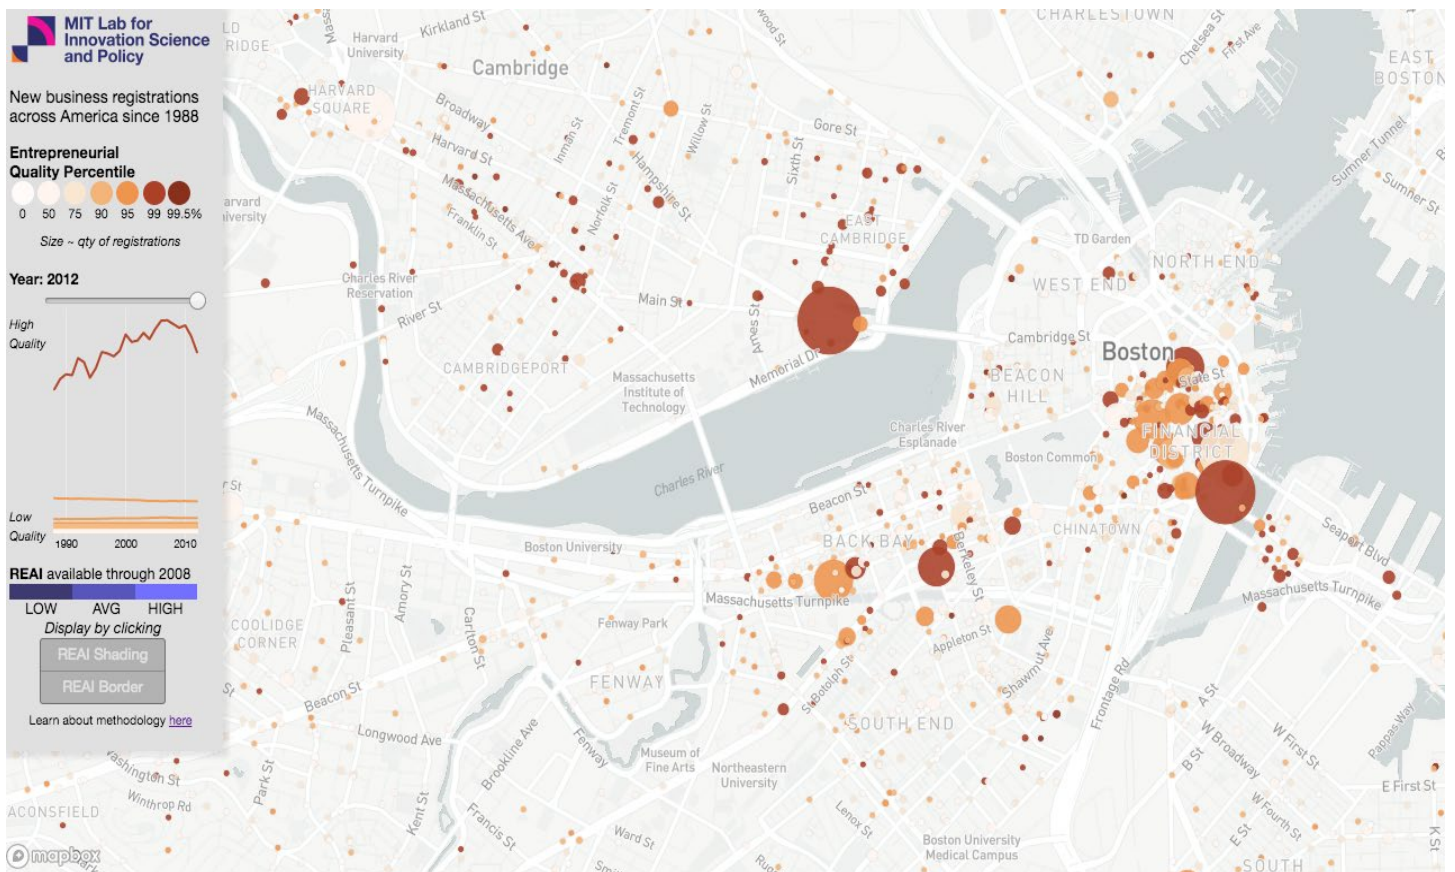 MIT Lab for
Innovation Science
and Policy
New business registrations
across America since 1988
Entrepreneurial
Quality Percentile
0 50 75 90 95 99 99.5%
Size ~ qty of registrations
Year: 2012
High
Quality
Low
Quality
1990 2000 2010
REAI available through 2008
LOW AVG HIGH
Display by clicking
REAI Shading
REAI Border
Learn about methodology here
mapbox
Harvard
University
Kirkland St
CHARLESTOWN
Chelsea St
First Ave
EAST
BOSTON
Cambridge
HARVARD
SQUARE
Broadway
Harvard St
Inman St
Tremont St
Willow St
Gore St
Sixth St
Hampshire St
Norfolk St
Massachusetts Ave
Franklin St
EAST
CAMBRIDGE
Sumner Tunnel
Sumner St
TD Garden
NORTH END
WEST END
Charles River
Reservation
River St
Main St
Ames St
Memorial Dr
Cambridge St
Boston
State St
BEACON
HILL
CAMBRIDGEPORT
Massachusetts
Institute of
Technology
Massachusetts Turnpike
Charles River
Esplanade
FINANCIAL
DISTRICT
Boston Common
Charles River
Beacon St
BACK BAY
Berkeley St
CHINATOWN
Seaport Blvd
Boston University
Massachusetts Turnpike
Massachusetts Turnpike
Pleasant St
Amory St
Carlton St
COOLIDGE
CORNER
Fenway Park
Appleton St
Shawmut Ave
Frontage Rd
St Botolph St
FENWAY
Beacon St
SOUTH END
A St
W Broadway
W First St
Pappas Way
B St
Longwood Ave
Brookline Ave
Fenway
Museum of
Fine Arts
Northeastern
University
Park St
Winthrop Rd
Kent St
Francis St
Ward St
Lenox St
Boston University
Medical Campus
E First St
W Fourth St
E St
K St
SOUTH